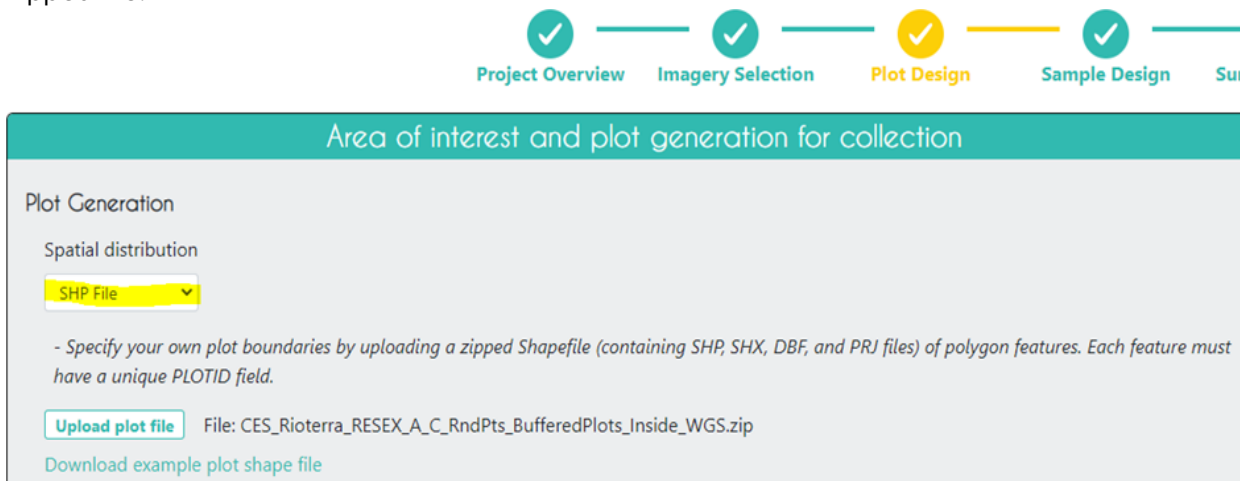 Project Overview Imagery Selection Plot Design Sample Design
Area of interest and plot generation for collection
Plot Generation
Spatial distribution
SHP File
- Specify your own plot boundaries by uploading a zipped Shapefile (containing SHP, SHX, DBF, and PRJ files) of polygon features. Each feature must
have a unique PLOTID field.
Upload plot file File: CES_Rioterra_RESEX_A_C_RndPts_BufferedPlots_Inside_WGS.zip
Download example plot shape file